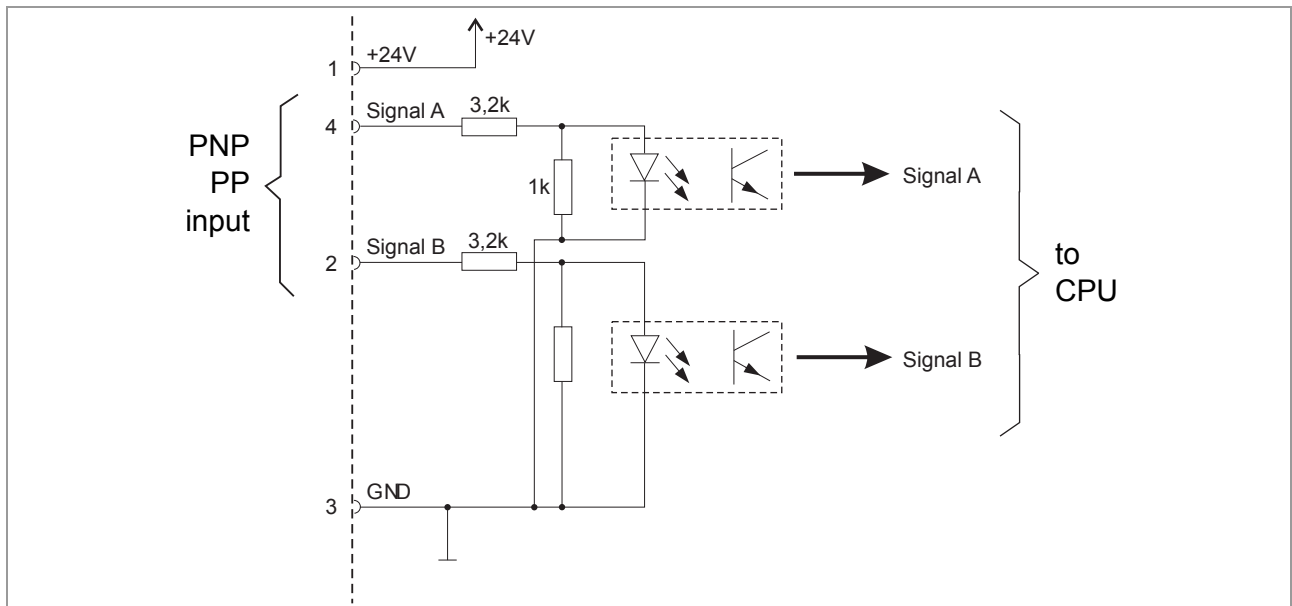 +24V
1
+24V
PNP
PP
input
4
Signal A
3,2k
1k
Signal A
2
Signal B
3,2k
to
CPU
Signal B
3
GND